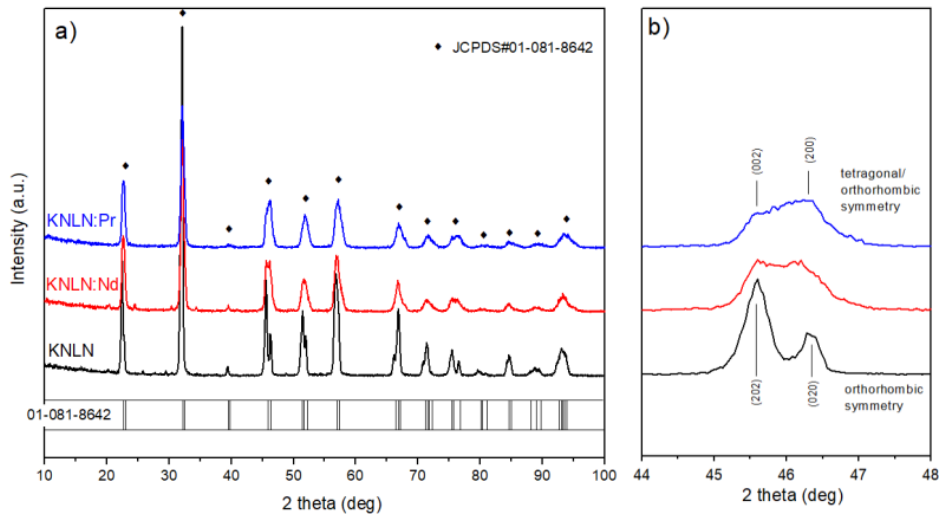 a)
JCPDS#01-081-8642
KNLN:Pr
KNLN:Nd
KNLN
01-081-8642
Intensity (a.u.)
10 20 30 40 50 60 70 80 90 100
2 theta (deg)
b)
(002)
(200)
tetragonal/
orthorhombic
symmetry
(202)
(020)
orthorhombic
symmetry
44 45 46 47 48
2 theta (deg)